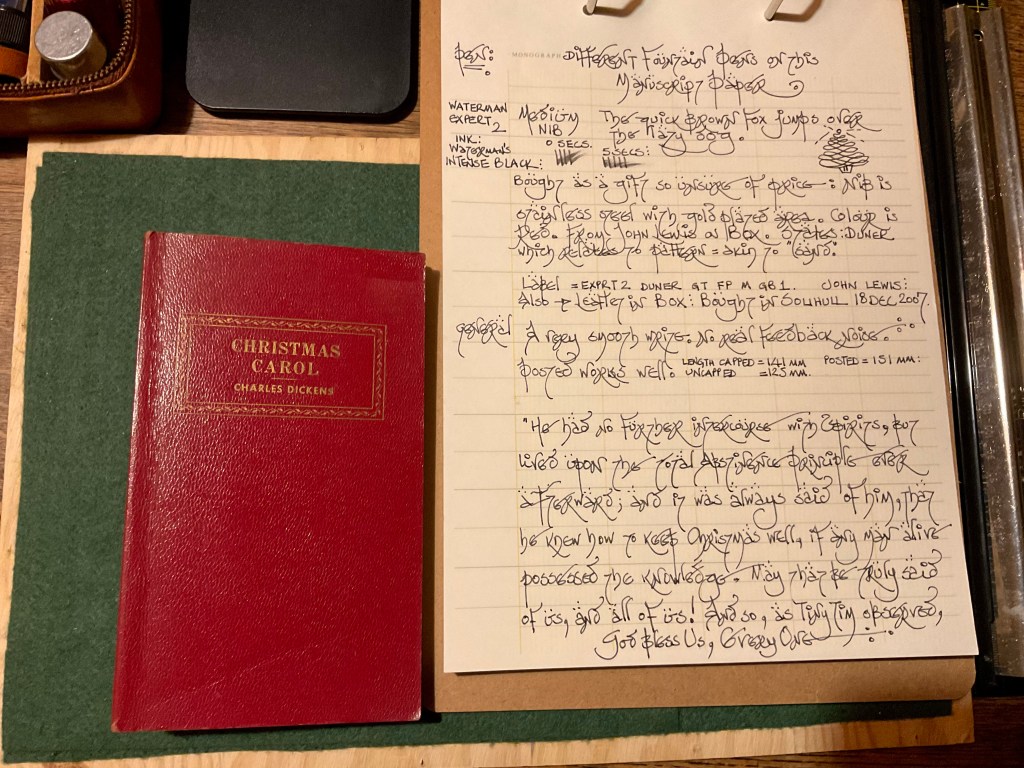 CHRISTMAS
CAROL
CHARLES DICKENS
PEN:
MONOGRAPH
Different Fountain Pens on this
Manuscript Paper
WATERMAN
EXPERT
2
Medium
NIB
The quick brown fox jumps over
the lazy dog.
INK:
WATERMAN'S
INTENSE BLACK:
0 SECS.
5 SECS:
Bought as a gift so unsure of price: Nib is
stainless steel with gold plated area. Colour is
Red. From John Lewis as Box. States: DUNER
which relates to pattern = akin to "sand".
Label = EXPRT 2 DUNER GT FP M GB1. JOHN LEWIS:
Also in Box: Bought in SOLIHULL 18 DEC 2007.
General
A very smooth write. No real feedback noise.
Posted works well. LENGTH CAPPED = 141 MM POSTED = 151 MM:
UNCAPPED = 125 MM.
"He had no further intercourse with Spirits, but
lived upon the Total Abstinence Principle ever
afterward; and it was always said of him, that
he knew how to keep Christmas well, if any man alive
possessed the knowledge. May that be truly said
of us, and all of us! And so, as Tiny Tim observed,
God Bless Us, Every One